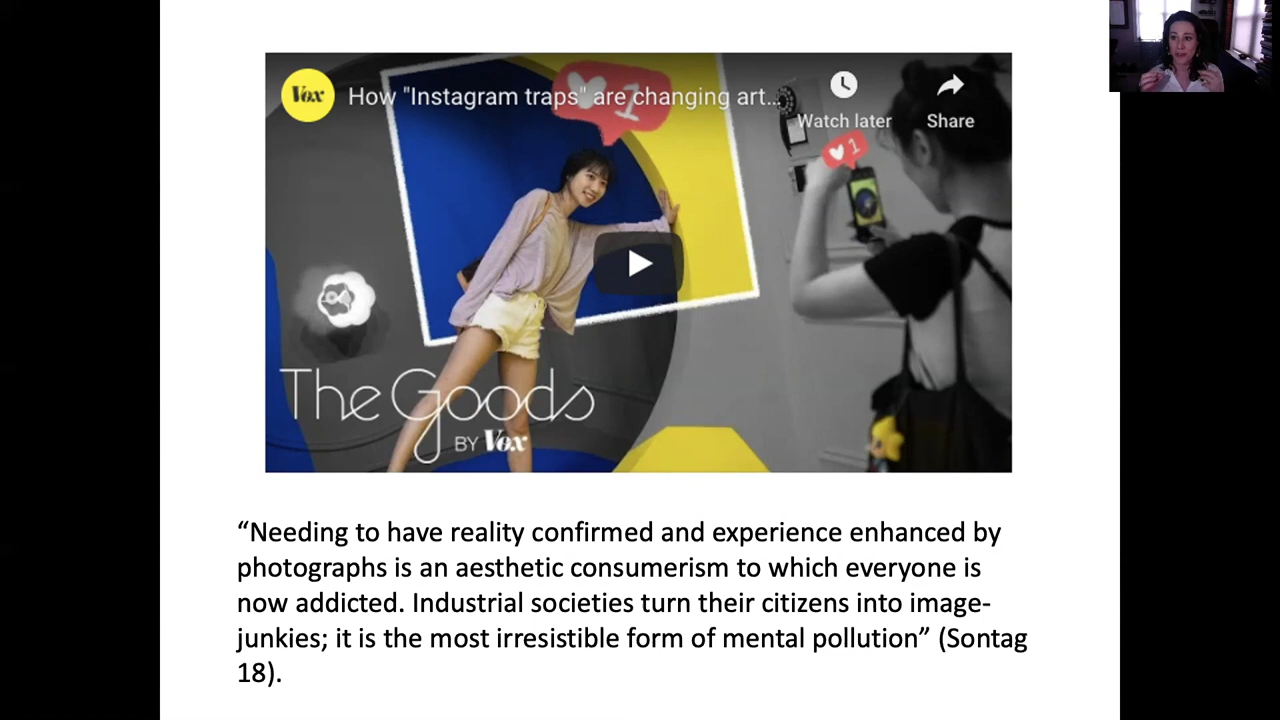 Vox
How "Instagram traps" are changing art...
1
Watch later
Share
1
The Goods
BY Vox
“Needing to have reality confirmed and experience enhanced by
photographs is an aesthetic consumerism to which everyone is
now addicted. Industrial societies turn their citizens into image-
junkies; it is the most irresistible form of mental pollution” (Sontag
18).